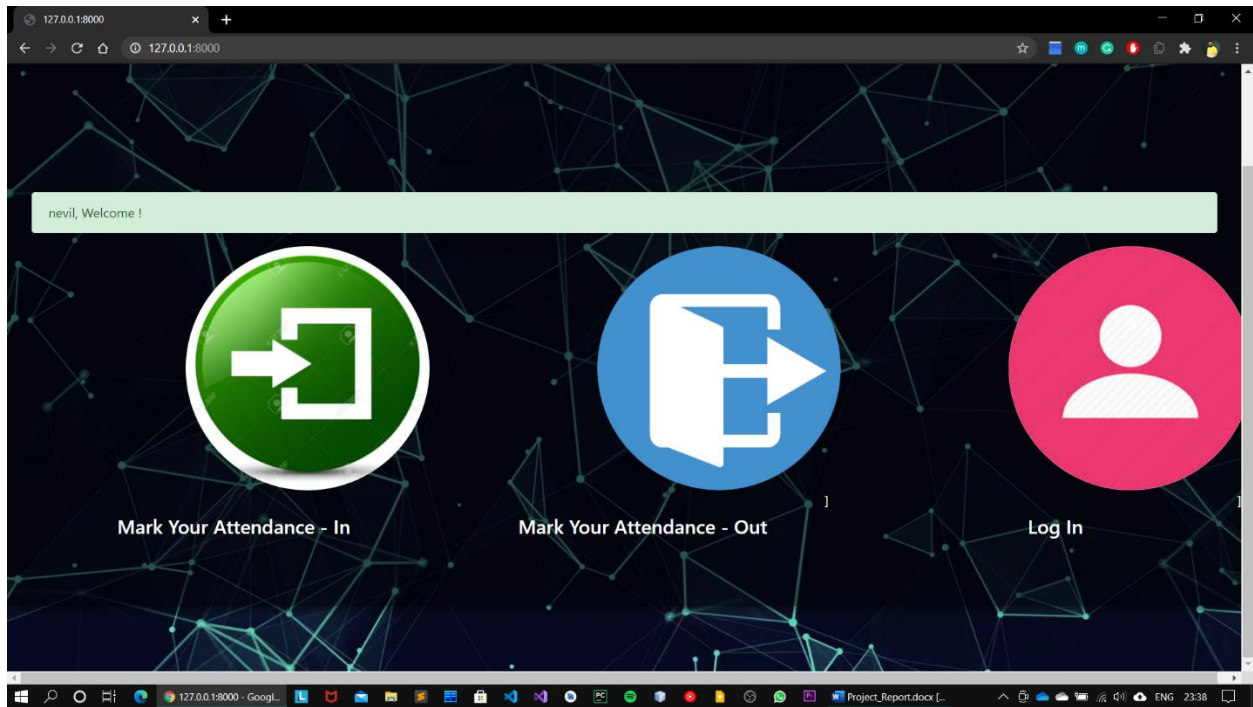 127.0.0.1:8000
127.0.0.1:8000
nevil, Welcome !
]
]
Mark Your Attendance - In
Mark Your Attendance - Out
Log In
127.0.0.1:8000 - Googl...
Project_Report.docx [...
ENG
23:38